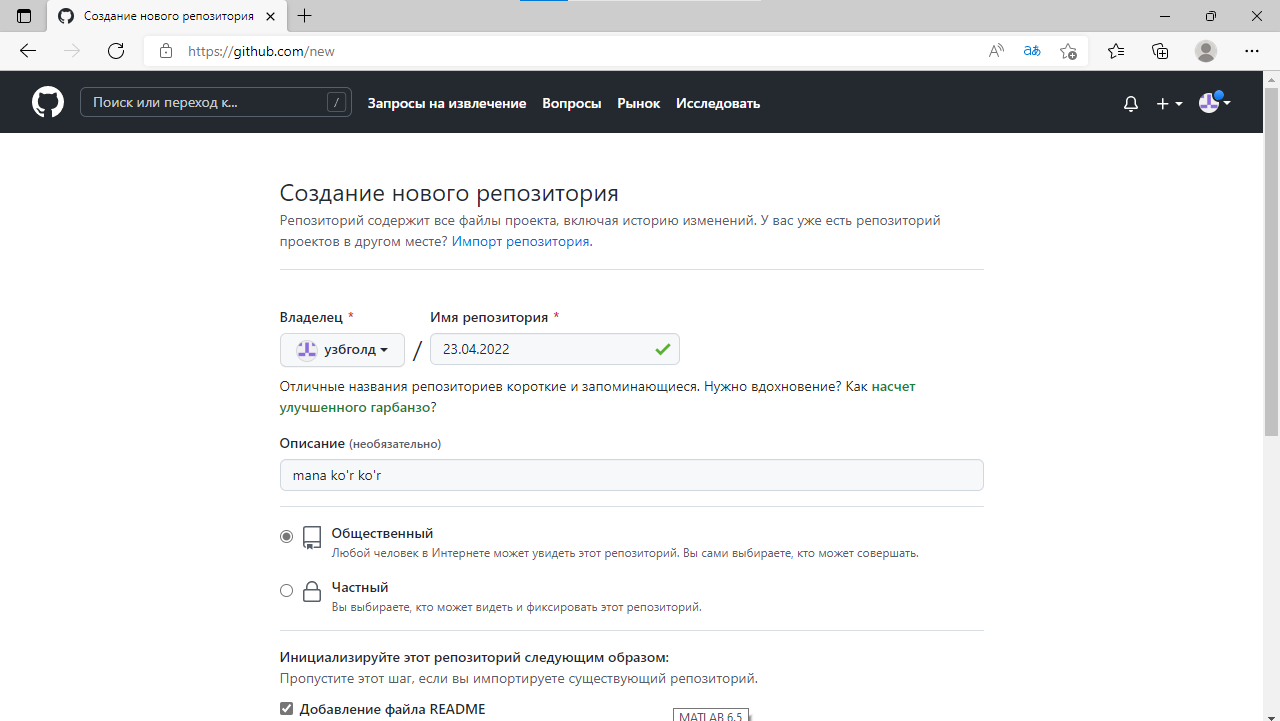 Создание нового репозитория
https://github.com/new
Поиск или переход к...
/
Запросы на извлечение
Вопросы
Рынок
Исследовать
Создание нового репозитория
Репозиторий содержит все файлы проекта, включая историю изменений. У вас уже есть репозиторий
проектов в другом месте? Импорт репозитория.
Владелец *
Имя репозитория *
узбголд
/
23.04.2022
Отличные названия репозиториев короткие и запоминающиеся. Нужно вдохновение? Как насчет
улучшенного гарбанзо?
Описание (необязательно)
mana ko'r ko'r
Общественный
Любой человек в Интернете может увидеть этот репозиторий. Вы сами выбираете, кто может совершать.
Частный
Вы выбираете, кто может видеть и фиксировать этот репозиторий.
Инициализируйте этот репозиторий следующим образом:
Пропустите этот шаг, если вы импортируете существующий репозиторий.
Добавление файла README
MATLAB 6.5